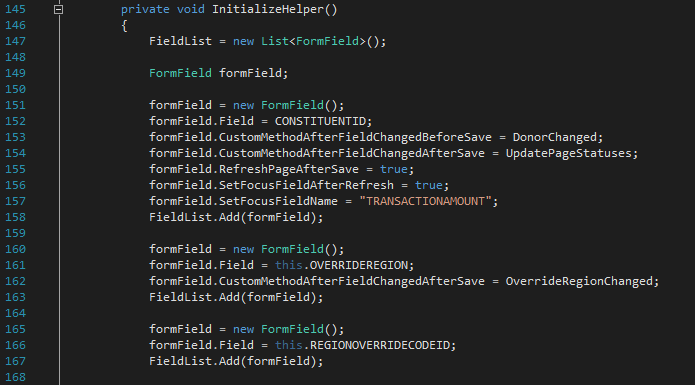 145 private void InitializeHelper()
146 {
147 FieldList = new List<FormField>();
148
149 FormField formField;
150
151 formField = new FormField();
152 formField.Field = CONSTITUENTID;
153 formField.CustomMethodAfterFieldChangedBeforeSave = DonorChanged;
154 formField.CustomMethodAfterFieldChangedAfterSave = UpdatePageStatuses;
155 formField.RefreshPageAfterSave = true;
156 formField.SetFocusFieldAfterRefresh = true;
157 formField.SetFocusFieldName = "TRANSACTIONAMOUNT";
158 FieldList.Add(formField);
159
160 formField = new FormField();
161 formField.Field = this.OVERRIDEREGION;
162 formField.CustomMethodAfterFieldChangedAfterSave = OverrideRegionChanged;
163 FieldList.Add(formField);
164
165 formField = new FormField();
166 formField.Field = this.REGIONOVERRIDECODEID;
167 FieldList.Add(formField);
168